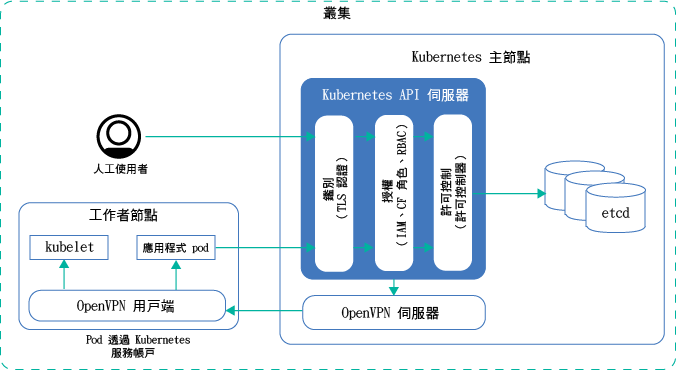 叢集
Kubernetes 主節點
Kubernetes API 伺服器
人工使用者
鑑別
(TLS 認證)
授權
(IAM、CF 角色、RBAC)
許可控制
(許可控制器)
etcd
工作者節點
kubelet
應用程式 pod
OpenVPN 用戶端
OpenVPN 伺服器
Pod 透過 Kubernetes
服務帳戶